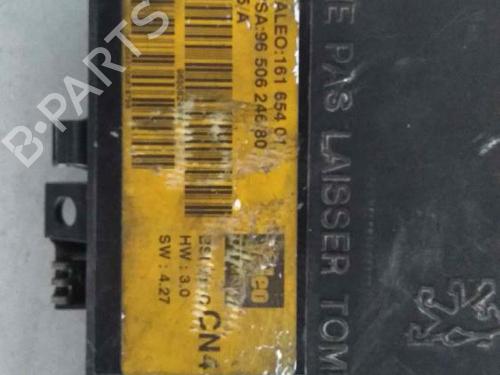 ALEO:161 654 01
SA:96 506 246/80
5/A
HW : 3.0
SW : 4.27
CN4
E PAS LAISSER TOM
B-PARTS